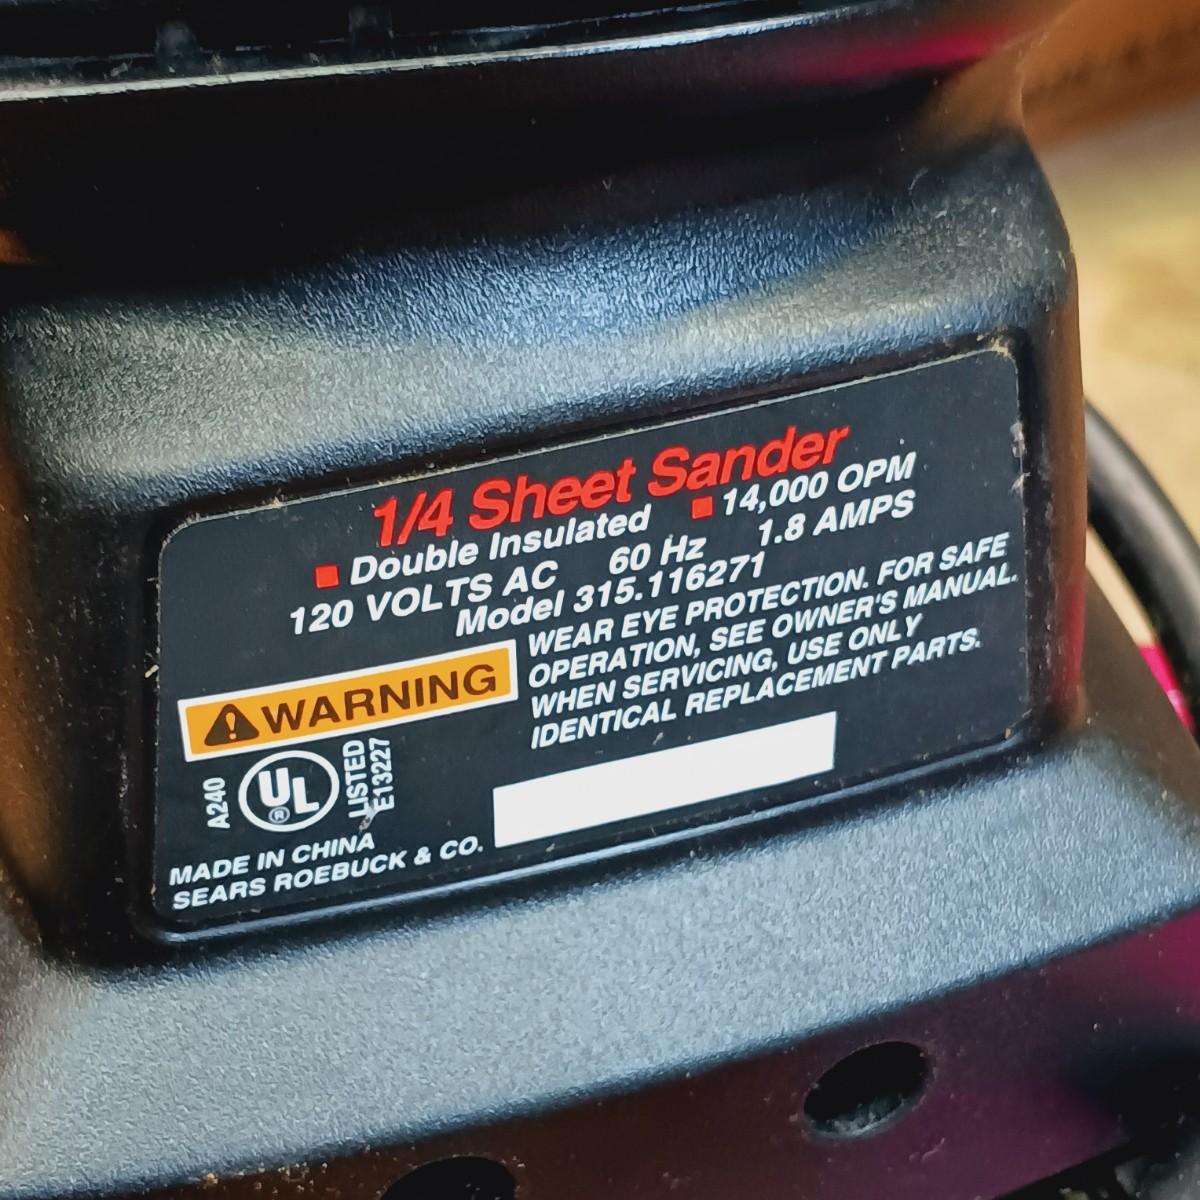 1/4 Sheet Sander
Double Insulated 14,000 OPM
120 VOLTS AC 60 Hz 1.8 AMPS
Model 315.116271
WARNING
WEAR EYE PROTECTION. FOR SAFE
OPERATION, SEE OWNER'S MANUAL.
WHEN SERVICING, USE ONLY
IDENTICAL REPLACEMENT PARTS.
A240
UL
®
LISTED
E13227
MADE IN CHINA
SEARS ROEBUCK & CO.